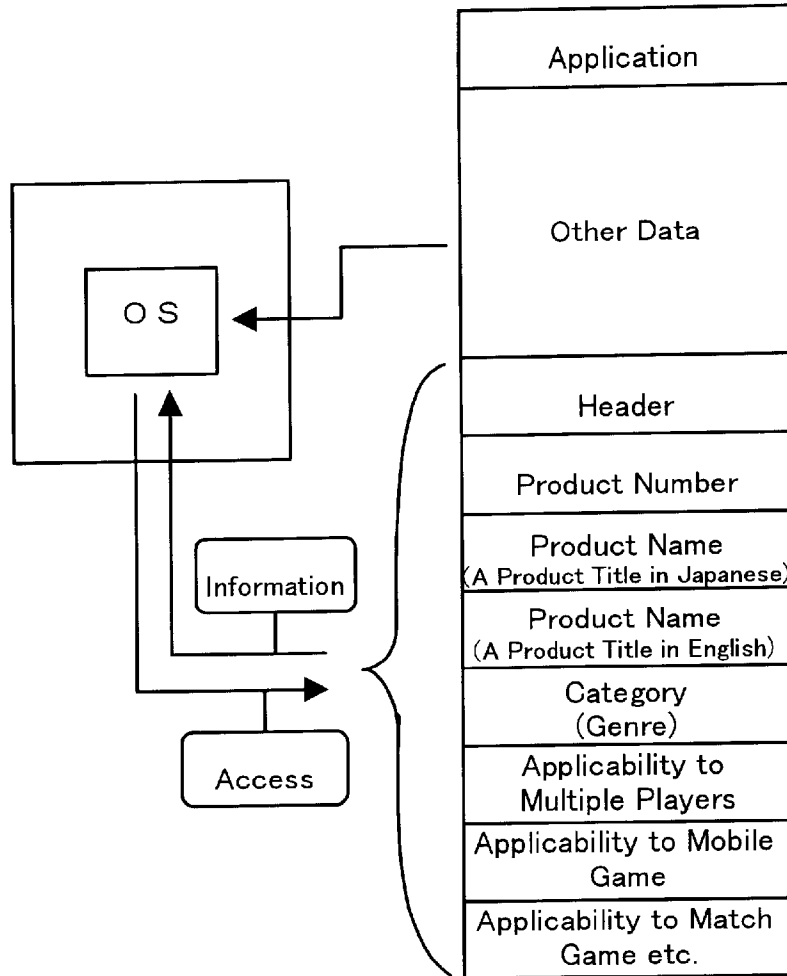 Application
Other Data
OS
Header
Product Number
Product Name
(A Product Title in Japanese)
Information
Product Name
(A Product Title in English)
Category
(Genre)
Access
Applicability to
Multiple Players
Applicability to Mobile
Game
Applicability to Match
Game etc.